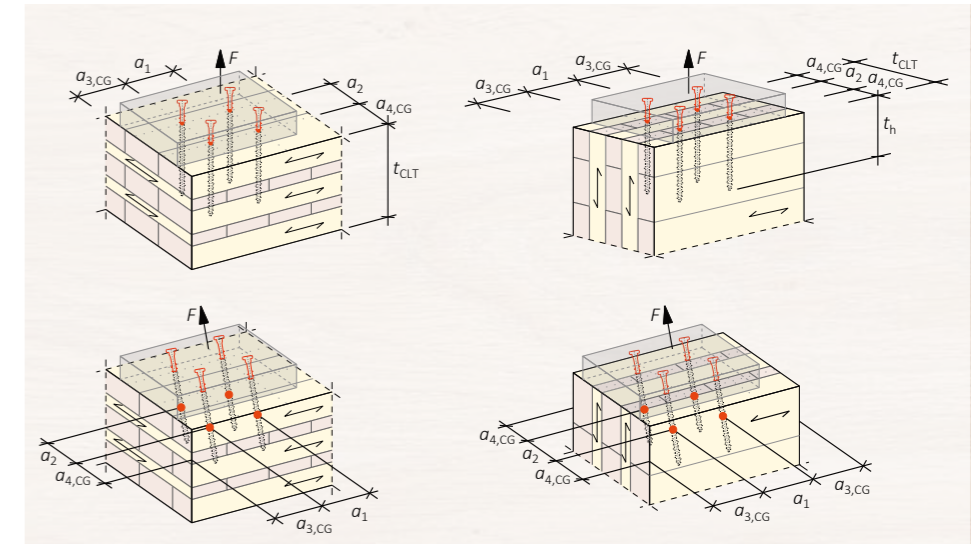 a3,CG a1 F
a2
a4,CG
tCLT
a3,CG a1 a3,CG F
tCLT
a4,CG a2 a4,CG
th
F
a2
a4,CG
a3,CG a1
F
a4,CG
a2
a4,CG
a3,CG a1 a3,CG